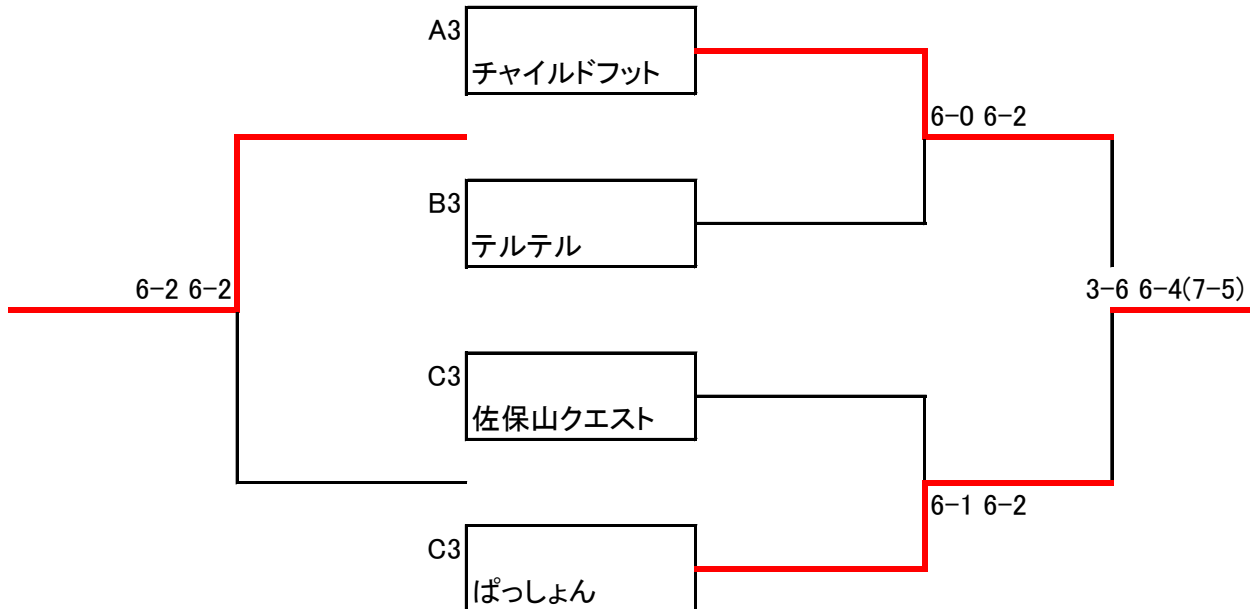 A3
チャイルドフット
6-0 6-2
B3
テルテル
6-2 6-2
3-6 6-4(7-5)
C3
佐保山クエスト
6-1 6-2
C3
ぱっしょん